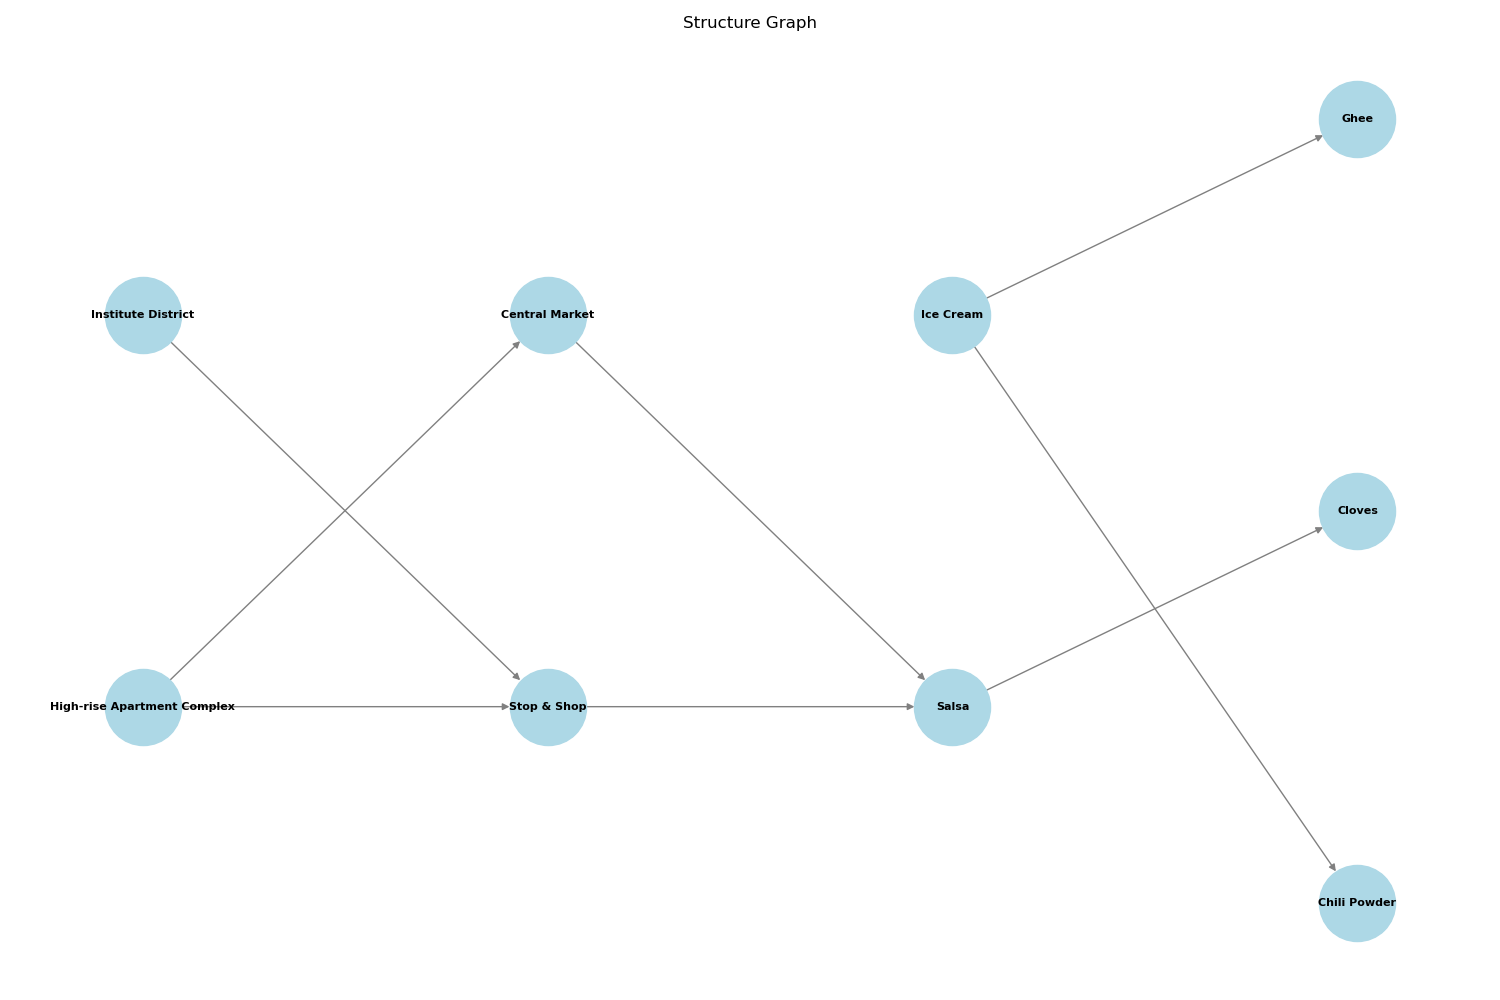 Structure Graph
Ghee
Institute District
Central Market
Ice Cream
Cloves
High-rise Apartment Complex
Stop & Shop
Salsa
Chili Powder